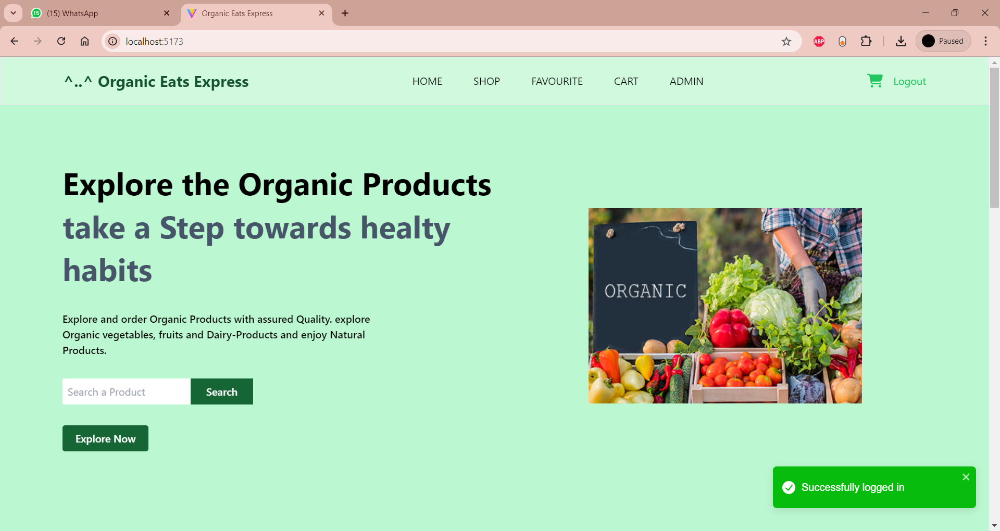 15
(15) WhatsApp
Organic Eats Express
localhost:5173
ABP
Paused
^..^ Organic Eats Express
HOME
SHOP
FAVOURITE
CART
ADMIN
Logout
Explore the Organic Products
take a Step towards healty
habits
ORGANIC
Explore and order Organic Products with assured Quality. explore
Organic vegetables, fruits and Dairy-Products and enjoy Natural
Products.
Search a Product
Search
Explore Now
Successfully logged in